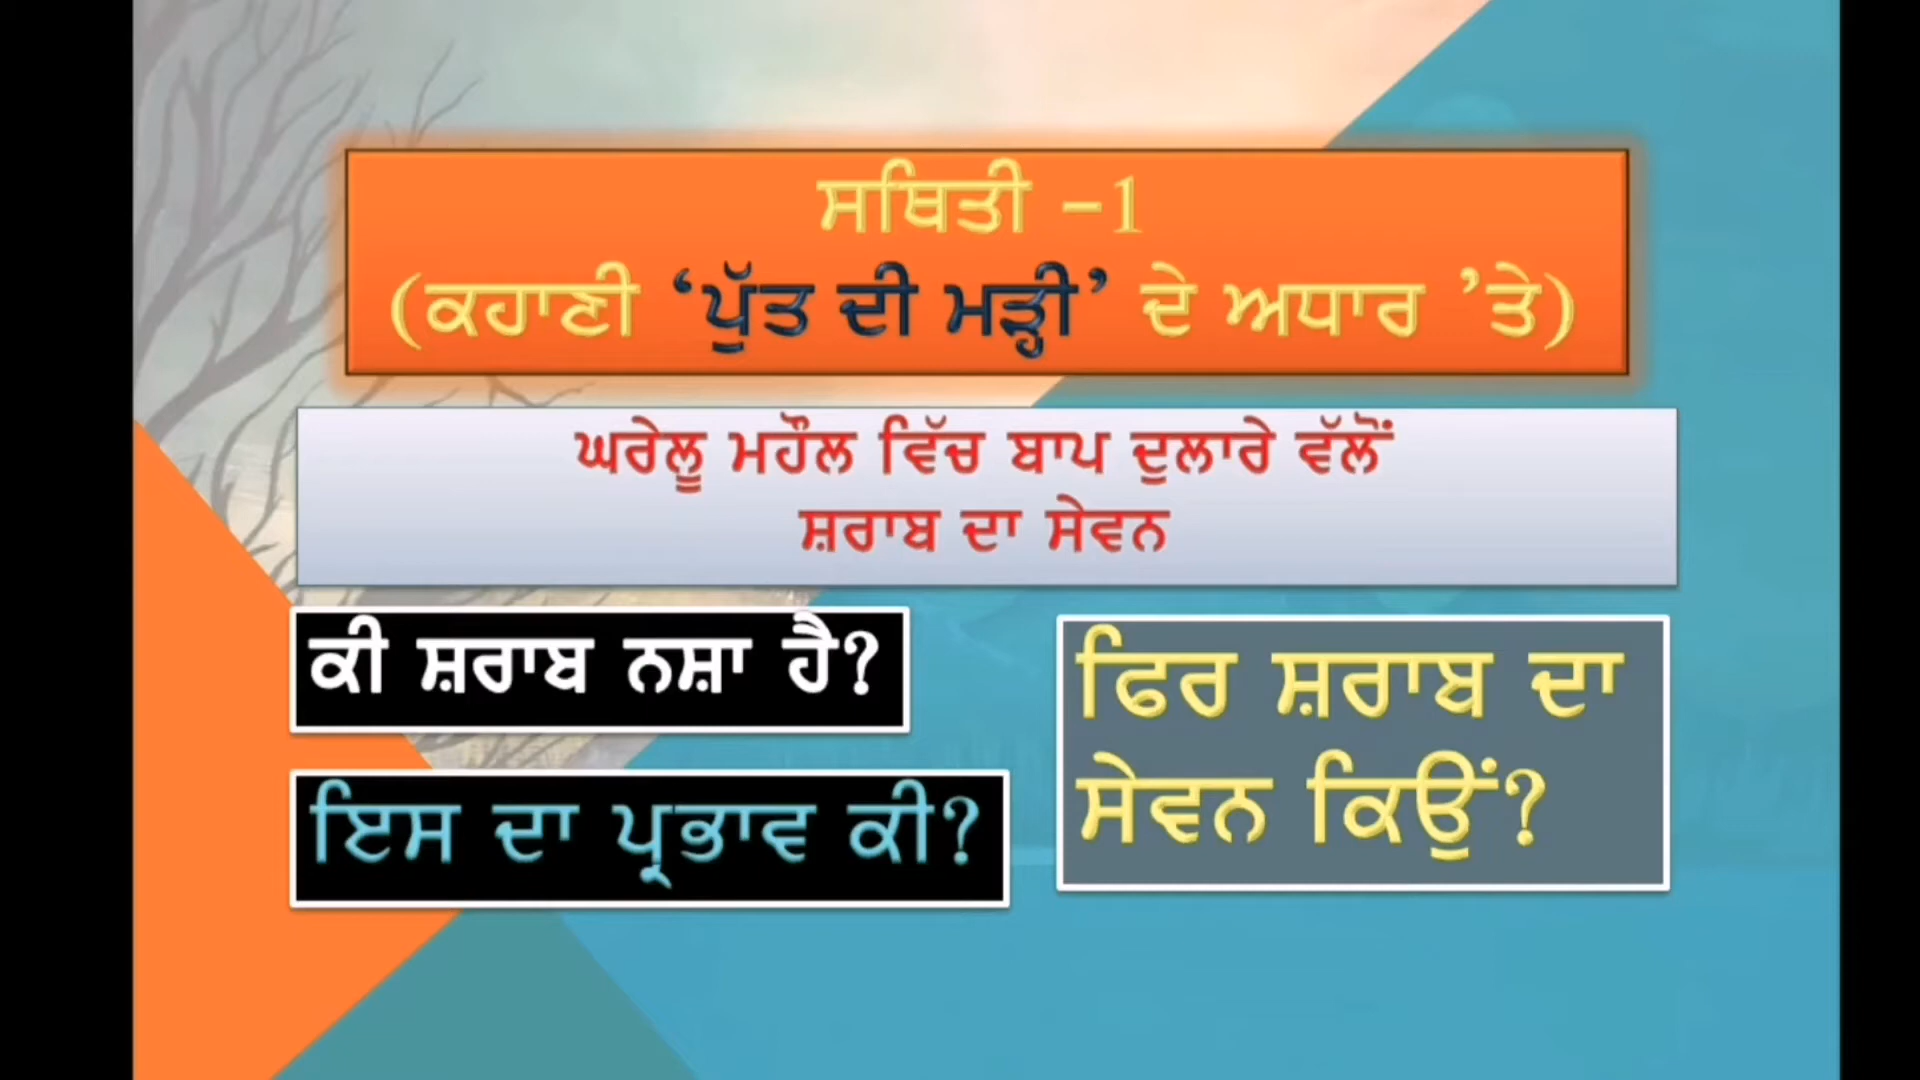 ਸਥਿਤੀ -1
(ਕਹਾਣੀ ‘ਪੁੱਤ ਦੀ ਮੜ੍ਹੀ’ ਦੇ ਅਧਾਰ ’ਤੇ)
ਘਰੇਲੂ ਮਹੌਲ ਵਿੱਚ ਬਾਪ ਦੁਲਾਰੇ ਵੱਲੋਂ
ਸ਼ਰਾਬ ਦਾ ਸੇਵਨ
ਕੀ ਸ਼ਰਾਬ ਨਸ਼ਾ ਹੈ?
ਇਸ ਦਾ ਪ੍ਰਭਾਵ ਕੀ?
ਫਿਰ ਸ਼ਰਾਬ ਦਾ
ਸੇਵਨ ਕਿਉਂ?